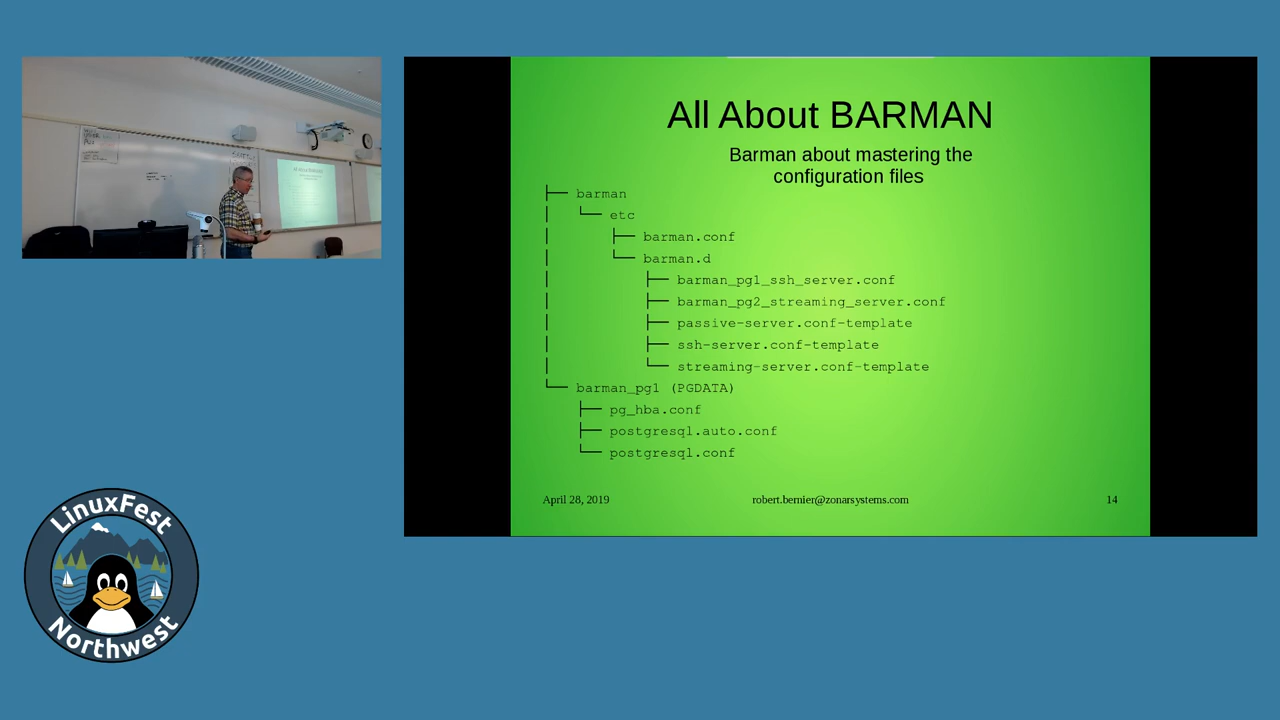 All About BARMAN
Barman about mastering the
configuration files
├── barman
│   └── etc
│       ├── barman.conf
│       └── barman.d
│           ├── barman_pg1_ssh_server.conf
│           ├── barman_pg2_streaming_server.conf
│           ├── passive-server.conf-template
│           ├── ssh-server.conf-template
│           └── streaming-server.conf-template
└── barman_pg1 (PGDATA)
    ├── pg_hba.conf
    ├── postgresql.auto.conf
    └── postgresql.conf
April 28, 2019
robert.bernier@zonarsystems.com
14
LinuxFest
Northwest